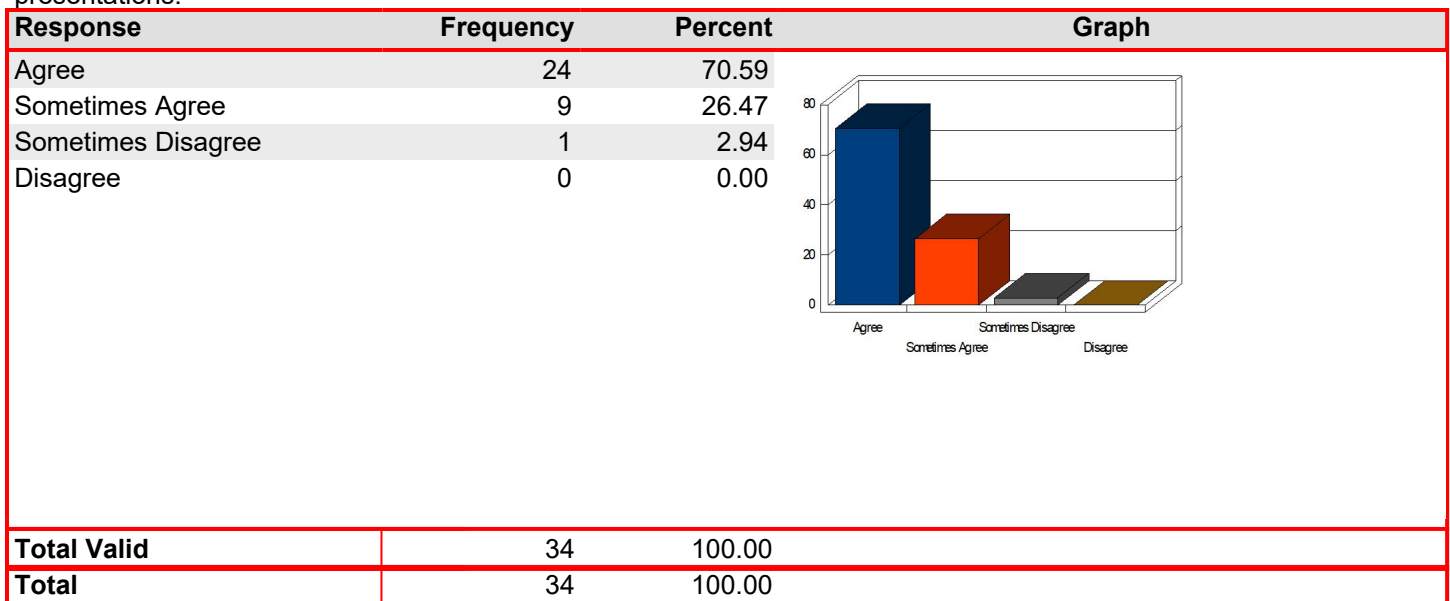 presentations.
Response Frequency Percent Graph
Agree 24 70.59
Sometimes Agree 9 26.47
Sometimes Disagree 1 2.94
Disagree 0 0.00
80
60
40
20
0
Agree Sometimes Disagree
Sometimes Agree Disagree
Total Valid 34 100.00
Total 34 100.00